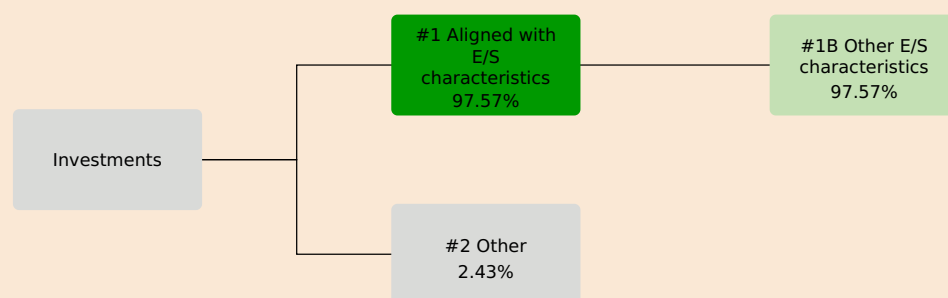 #1 Aligned with
E/S
characteristics
97.57%
#1B Other E/S
characteristics
97.57%
Investments
#2 Other
2.43%